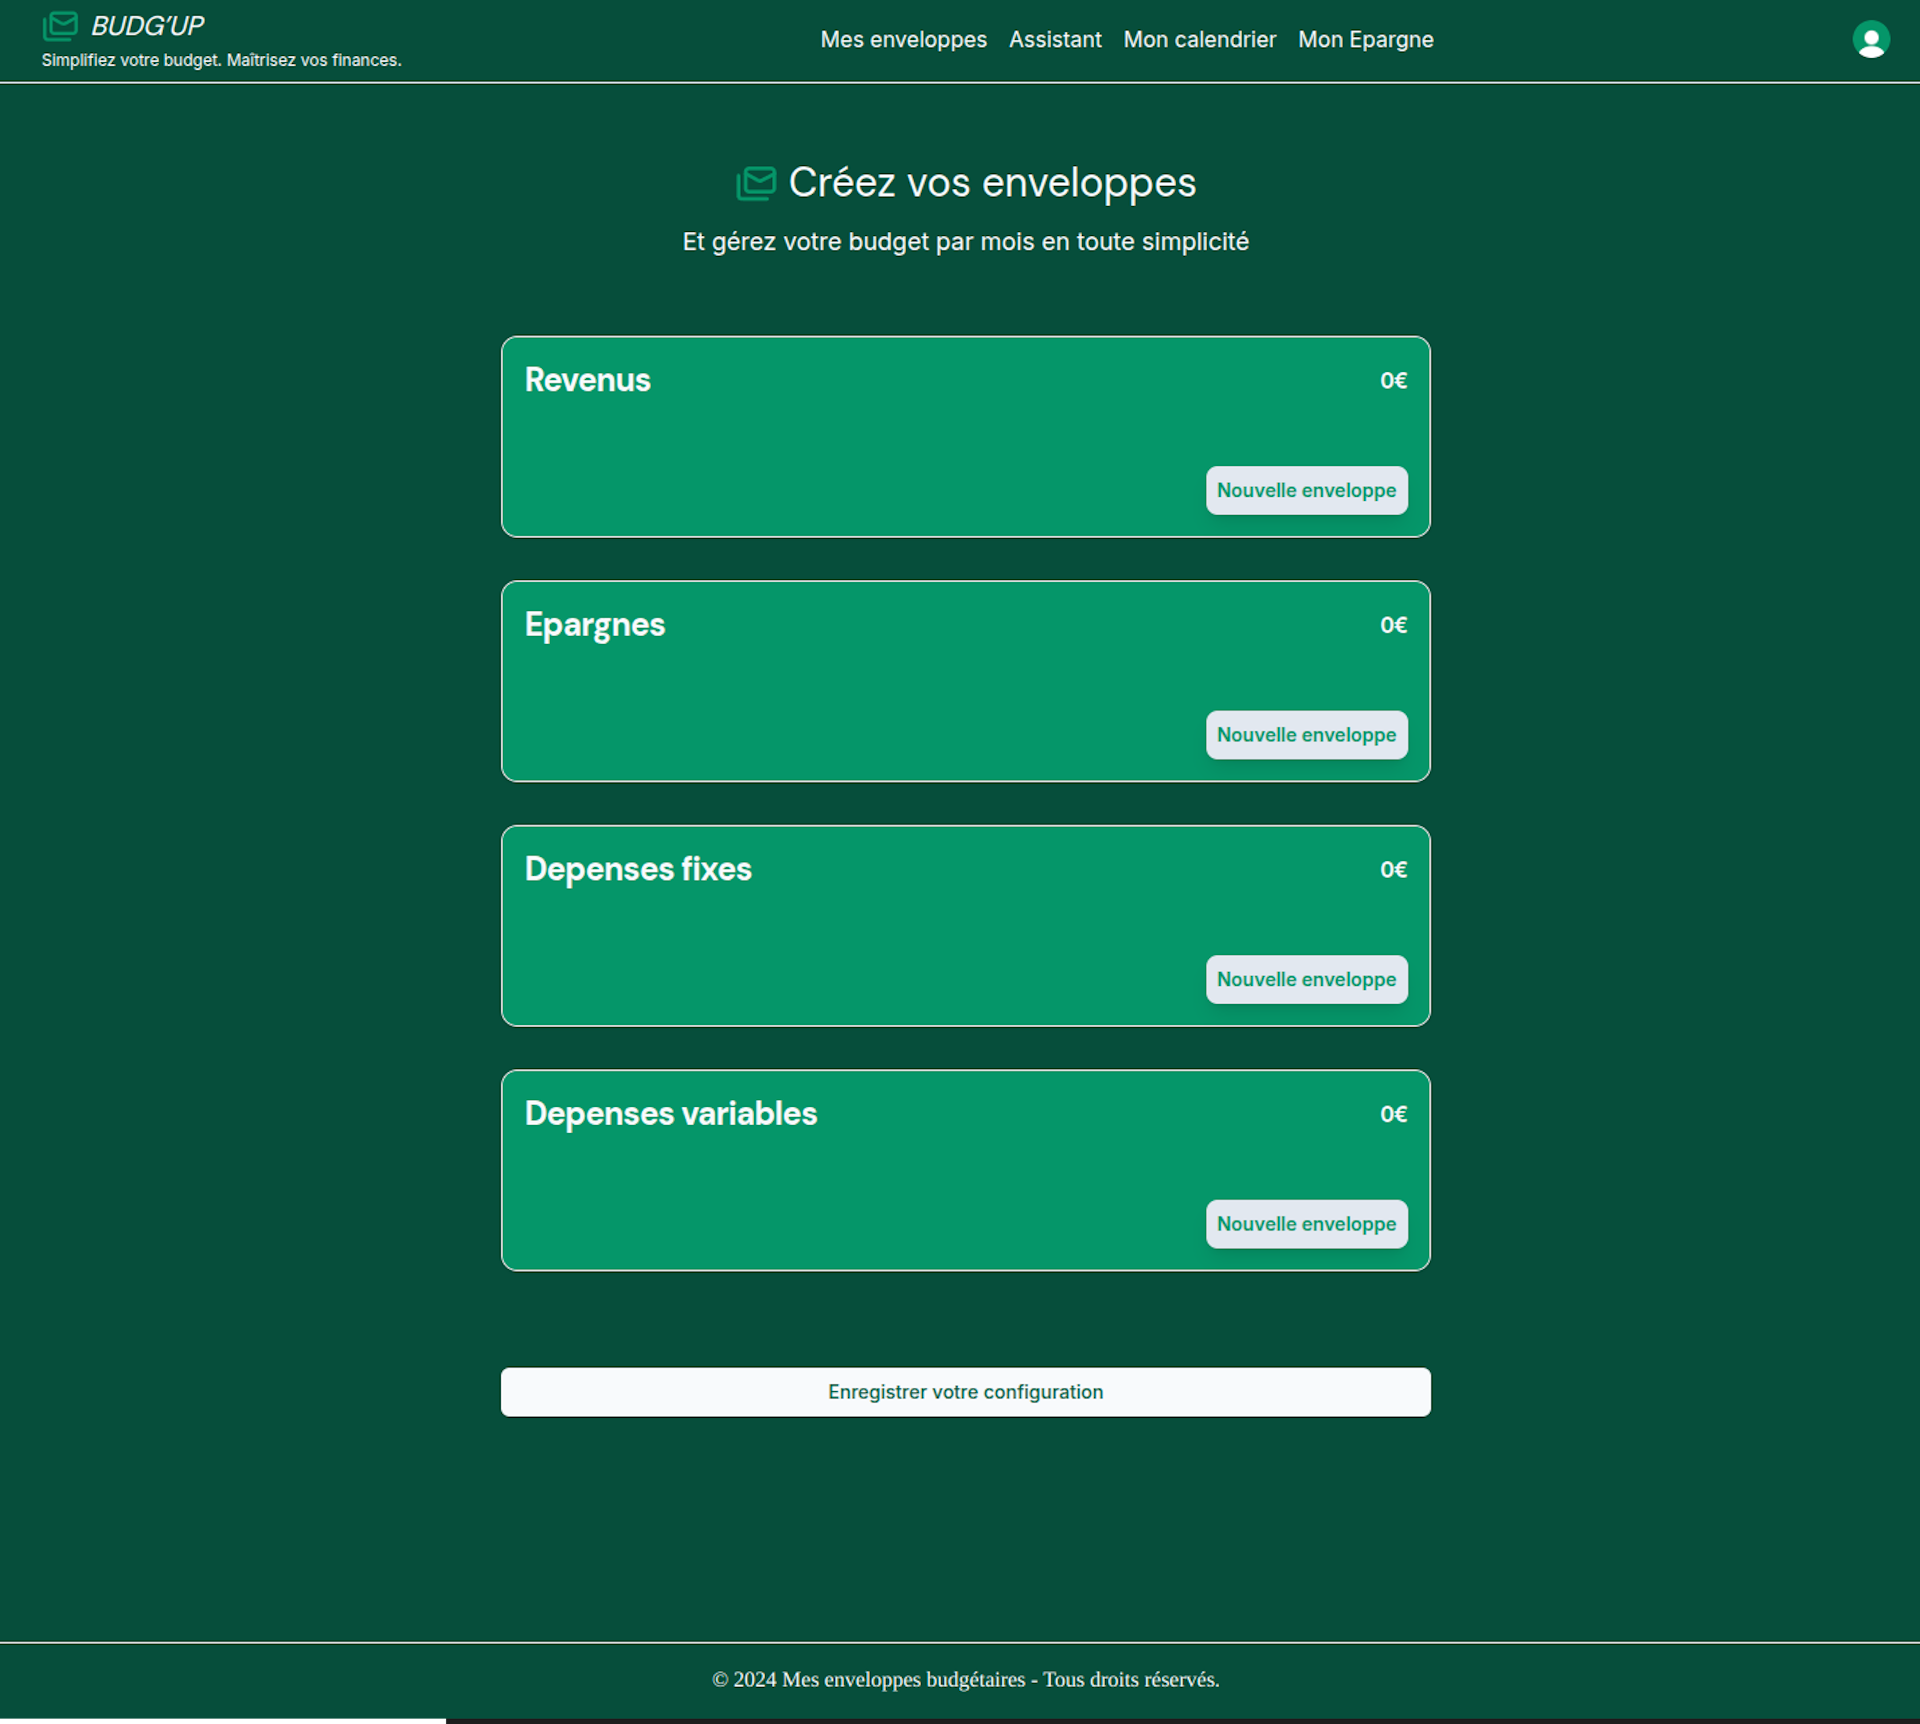 BUDG'UP
Simplifiez votre budget. Maîtrisez vos finances.
Mes enveloppes Assistant Mon calendrier Mon Epargne
Créez vos enveloppes
Et gérez votre budget par mois en toute simplicité
Revenus 0€
Nouvelle enveloppe
Epargnes 0€
Nouvelle enveloppe
Depenses fixes 0€
Nouvelle enveloppe
Depenses variables 0€
Nouvelle enveloppe
Enregistrer votre configuration
© 2024 Mes enveloppes budgétaires - Tous droits réservés.